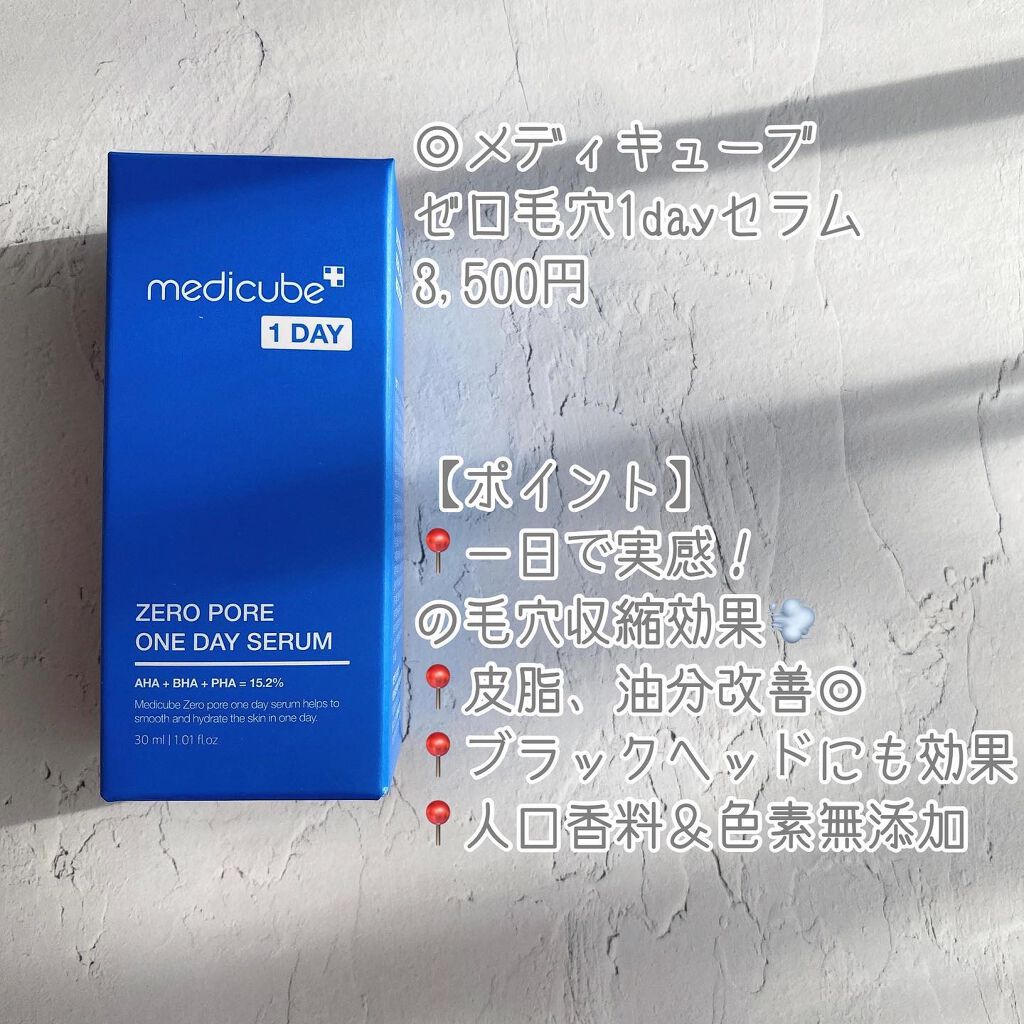 ◎メディキューブ
ゼロ毛穴1dayセラム
3,500円
medicube
1 DAY
【ポイント】
📍一日で実感！
の毛穴収縮効果💨
📍皮脂、油分改善◎
📍ブラックヘッドにも効果
📍人口香料&色素無添加
ZERO PORE
ONE DAY SERUM
AHA + BHA + PHA = 15.2%
Medicube Zero pore one day serum helps to
smooth and hydrate the skin in one day.
30 ml | 1.01 fl.oz